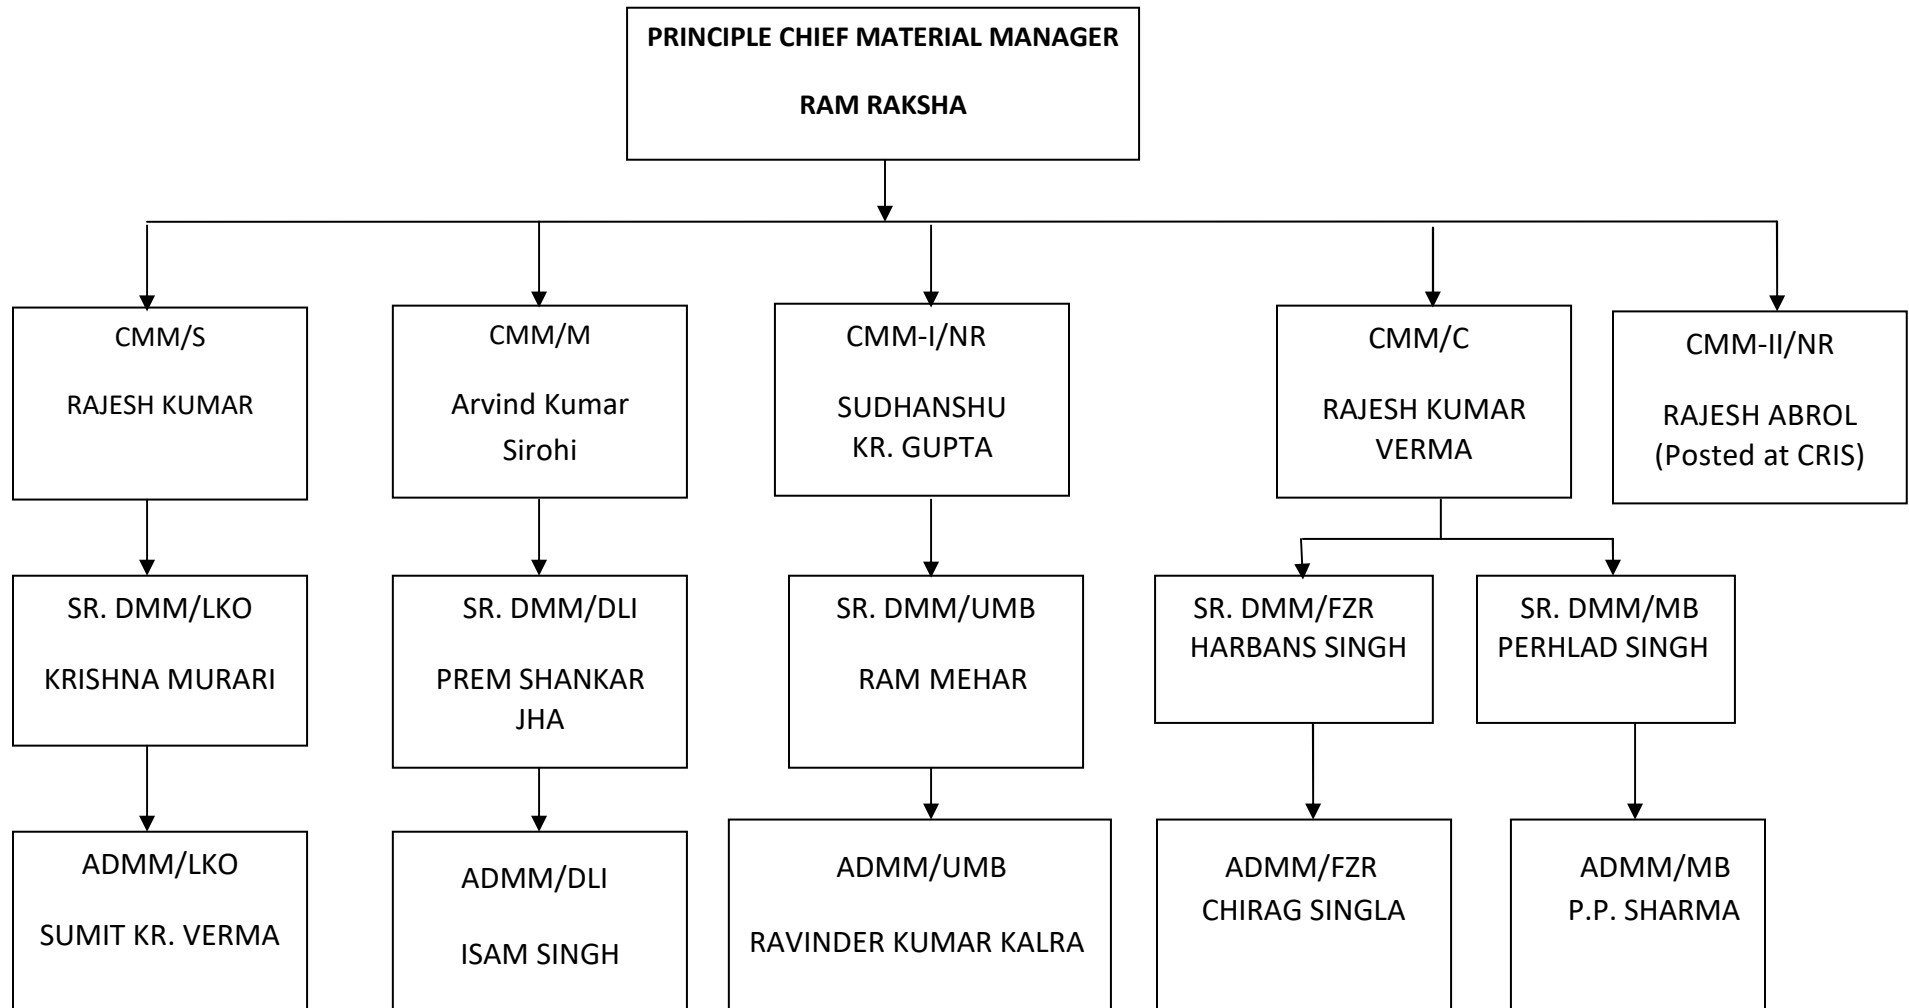 PRINCIPLE CHIEF MATERIAL MANAGER
RAM RAKSHA
CMM/S
RAJESH KUMAR
CMM/M
Arvind Kumar
Sirohi
CMM-I/NR
SUDHANSHU
KR. GUPTA
CMM/C
RAJESH KUMAR
VERMA
CMM-II/NR
RAJESH ABROL
(Posted at CRIS)
SR. DMM/LKO
KRISHNA MURARI
SR. DMM/DLI
PREM SHANKAR
JHA
SR. DMM/UMB
RAM MEHAR
SR. DMM/FZR
HARBANS SINGH
SR. DMM/MB
PERHLAD SINGH
ADMM/LKO
SUMIT KR. VERMA
ADMM/DLI
ISAM SINGH
ADMM/UMB
RAVINDER KUMAR KALRA
ADMM/FZR
CHIRAG SINGLA
ADMM/MB
P.P. SHARMA